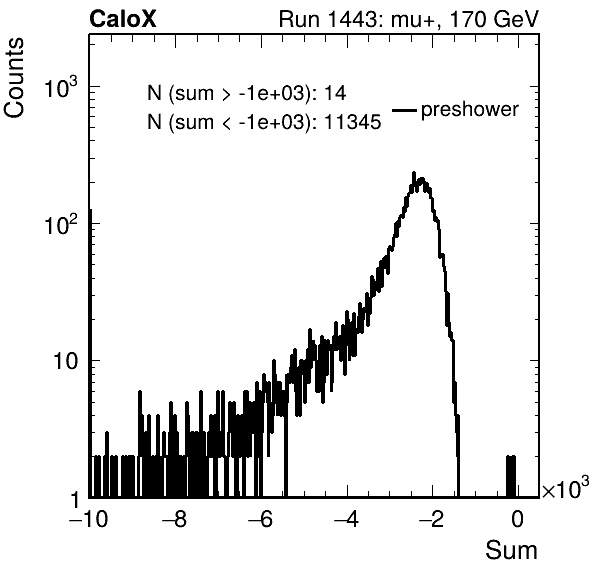 CaloX Run 1443: mu+, 170 GeV
Counts
N (sum > -1e+03): 14
N (sum < -1e+03): 11345
preshower
10³
10²
10
1
−10 −8 −6 −4 −2 0
×10³
Sum